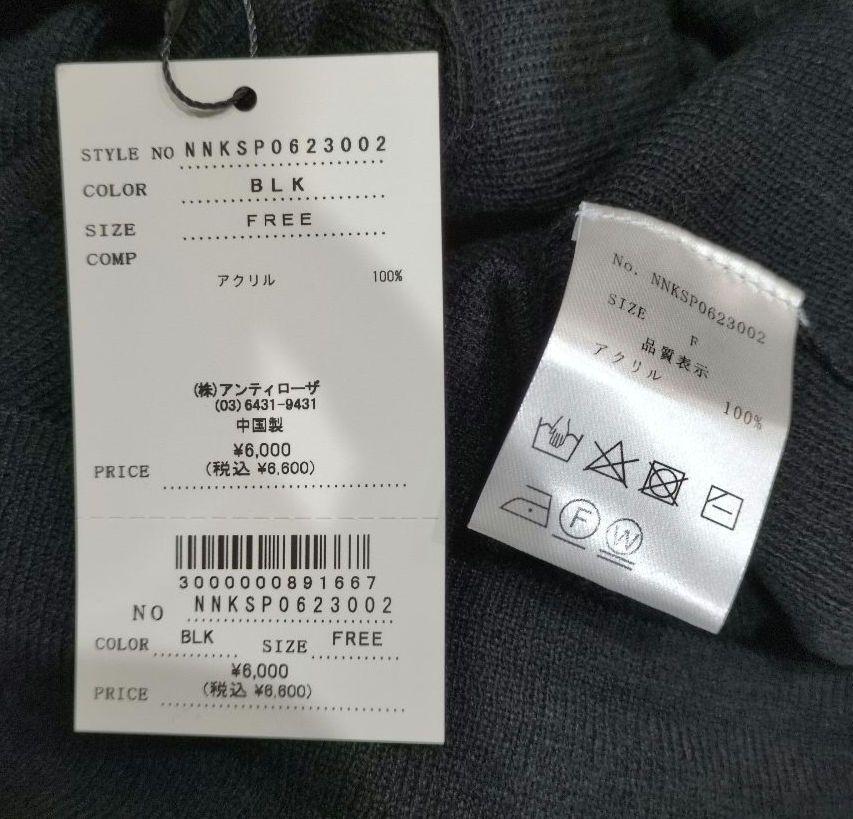 STYLE NO NNKSP0623002
COLOR BLK
SIZE FREE
COMP
アクリル 100%
(株)アンティローザ
(03)6431-9431
中国製
¥6,000
PRICE (税込 ¥6,600)
3000000891667
NO NNKSP0623002
COLOR BLK SIZE FREE
¥6,000
PRICE (税込 ¥6,600)
No. NNKSP0623002
SIZE F
品質表示
アクリル 100%
F
W